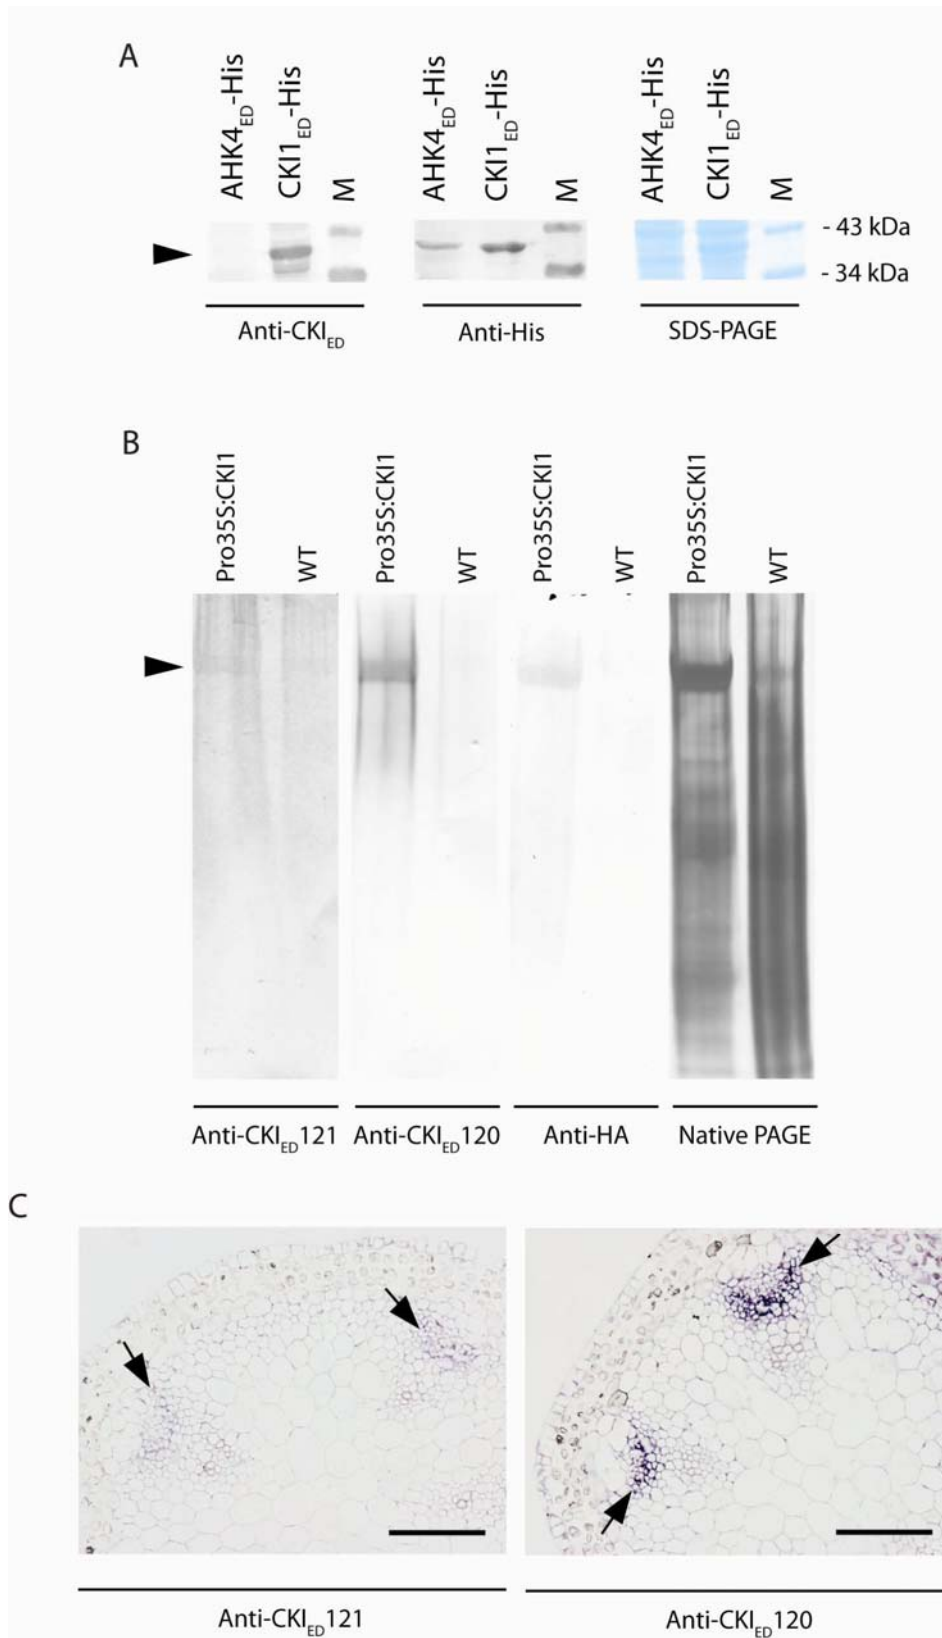 A
AHK4ED-His
CKI1ED-His
M
AHK4ED-His
CKI1ED-His
M
AHK4ED-His
CKI1ED-His
M
- 43 kDa
- 34 kDa
Anti-CKIED
Anti-His
SDS-PAGE
B
Pro35S:CKI1
WT
Pro35S:CKI1
WT
Pro35S:CKI1
WT
Pro35S:CKI1
WT
Anti-CKIED121
Anti-CKIED120
Anti-HA
Native PAGE
C
Anti-CKIED121
Anti-CKIED120